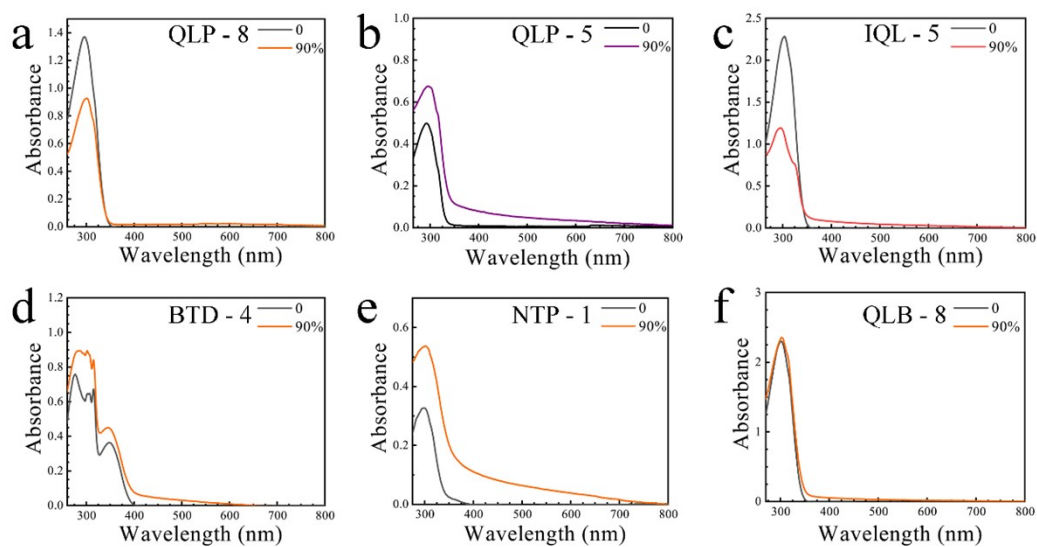 a
QLP - 8
0
90%
1.4
1.2
1.0
0.8
0.6
0.4
0.2
0.0
Absorbance
300 400 500 600 700 800
Wavelength (nm)
b
QLP - 5
0
90%
1.0
0.8
0.6
0.4
0.2
0.0
Absorbance
300 400 500 600 700 800
Wavelength (nm)
c
IQL - 5
0
90%
2.5
2.0
1.5
1.0
0.5
0.0
Absorbance
300 400 500 600 700 800
Wavelength (nm)
d
BTD - 4
0
90%
1.2
1.0
0.8
0.6
0.4
0.2
0.0
Absorbance
300 400 500 600 700 800
Wavelength (nm)
e
NTP - 1
0
90%
0.6
0.4
0.2
0.0
Absorbance
300 400 500 600 700 800
Wavelength (nm)
f
QLB - 8
0
90%
3
2
1
0
Absorbance
300 400 500 600 700 800
Wavelength (nm)